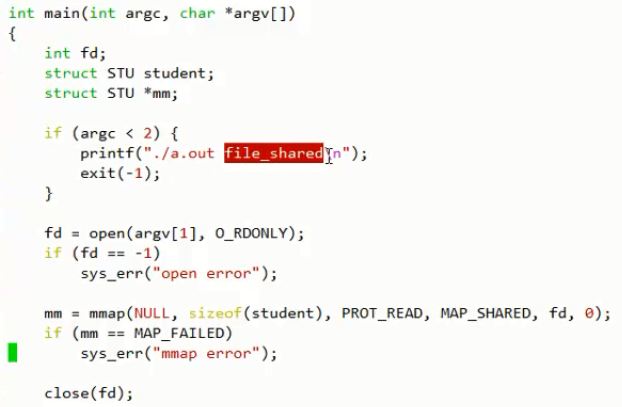 int main(int argc, char *argv[])
{
    int fd;
    struct STU student;
    struct STU *mm;

    if (argc < 2) {
        printf("./a.out file_shared\n");
        exit(-1);
    }

    fd = open(argv[1], O_RDONLY);
    if (fd == -1)
        sys_err("open error");

    mm = mmap(NULL, sizeof(student), PROT_READ, MAP_SHARED, fd, 0);
    if (mm == MAP_FAILED)
        sys_err("mmap error");

    close(fd);